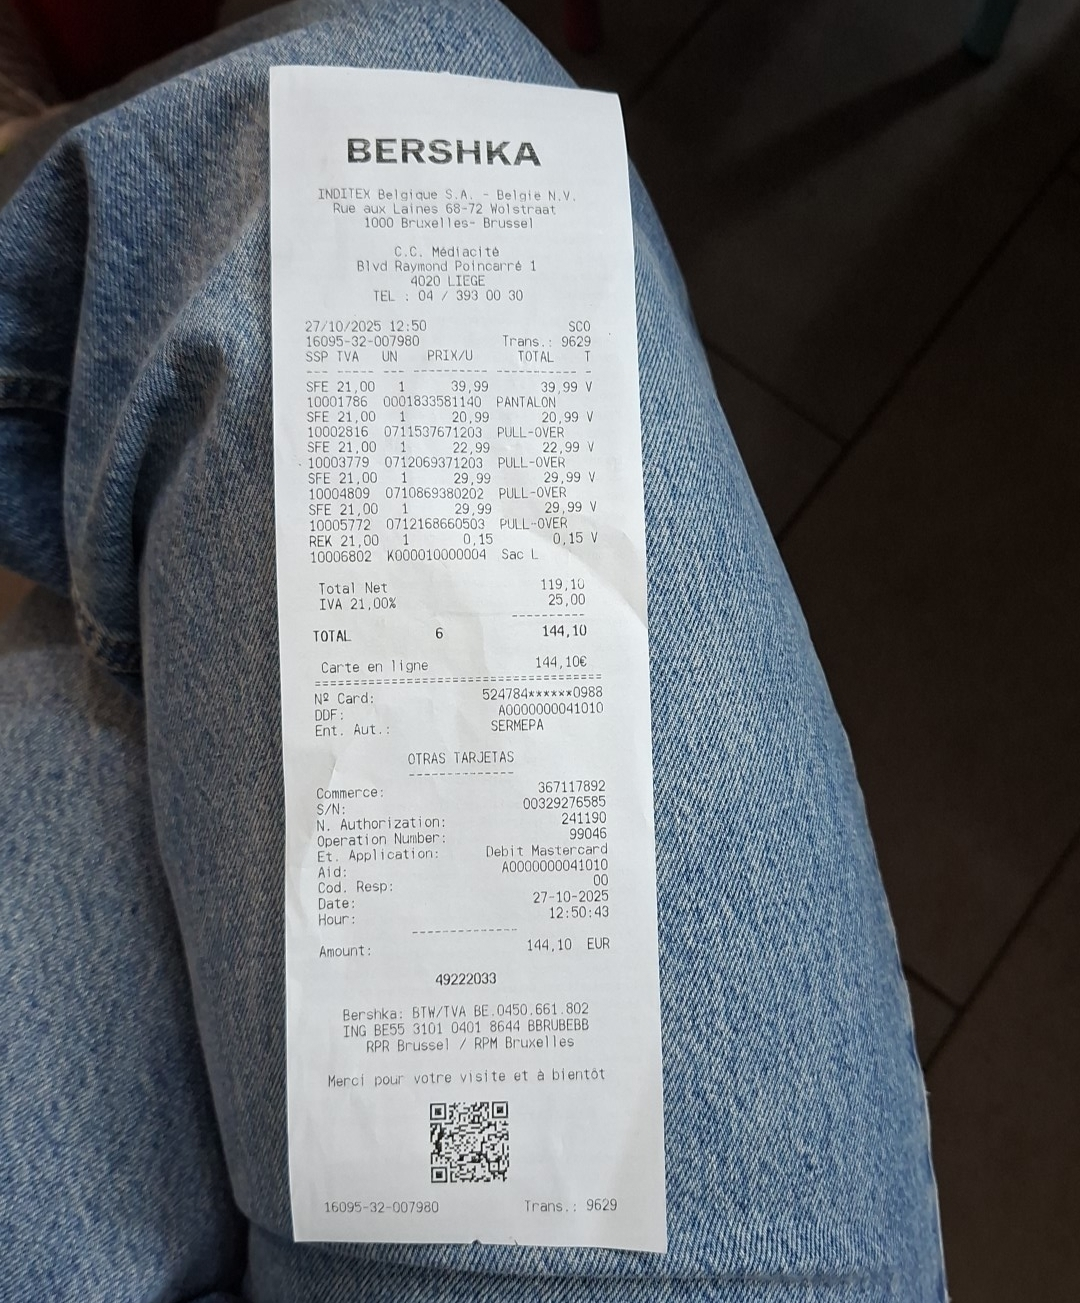 BERSHKA
INDITEX Belgique S.A. - Belgie N.V.
Rue aux Laines 68-72 Wolstraat
1000 Bruxelles- Brussel
C.C. Médiacité
Blvd Raymond Poincarré 1
4020 LIEGE
TEL : 04 / 393 00 30
27/10/2025 12:50 SCO
16095-32-007980 Trans.: 9629
SSP TVA UN PRIX/U TOTAL T
--- ----- --- ---------- ----------- -
SFE 21,00 1 39,99 39,99 V
10001786 0001833581140 PANTALON
SFE 21,00 1 20,99 20,99 V
10002816 0711537671203 PULL-OVER
SFE 21,00 1 22,99 22,99 V
10003779 0712069371203 PULL-OVER
SFE 21,00 1 29,99 29,99 V
10004809 0710869380202 PULL-OVER
SFE 21,00 1 29,99 29,99 V
10005772 0712168660503 PULL-OVER
REK 21,00 1 0,15 0,15 V
10006802 K000010000004 Sac L
Total Net 119,10
IVA 21,00% 25,00
----------
TOTAL 6 144,10
Carte en ligne 144,10€
========================================
Nº Card: 524784******0988
DDF: A0000000041010
Ent. Aut.: SERMEPA
OTRAS TARJETAS
--------------
Commerce: 367117892
S/N: 00329276585
N. Authorization: 241190
Operation Number: 99046
Et. Application: Debit Mastercard
Aid: A0000000041010
Cod. Resp: 00
Date: 27-10-2025
Hour: 12:50:43
--------------
Amount: 144,10 EUR
49222033
Bershka: BTW/TVA BE.0450.661.802
ING BE55 3101 0401 8644 BBRUBEBB
RPR Brussel / RPM Bruxelles
Merci pour votre visite et à bientôt
16095-32-007980 Trans.: 9629